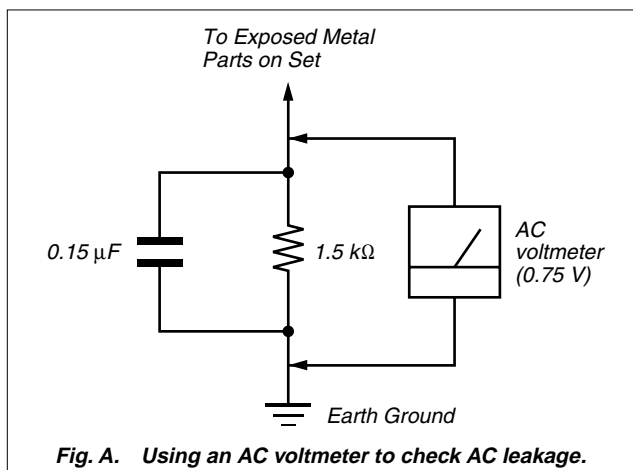 To Exposed Metal
Parts on Set
0.15 μF
1.5 kΩ
AC
voltmeter
(0.75 V)
Earth Ground
Fig. A. Using an AC voltmeter to check AC leakage.